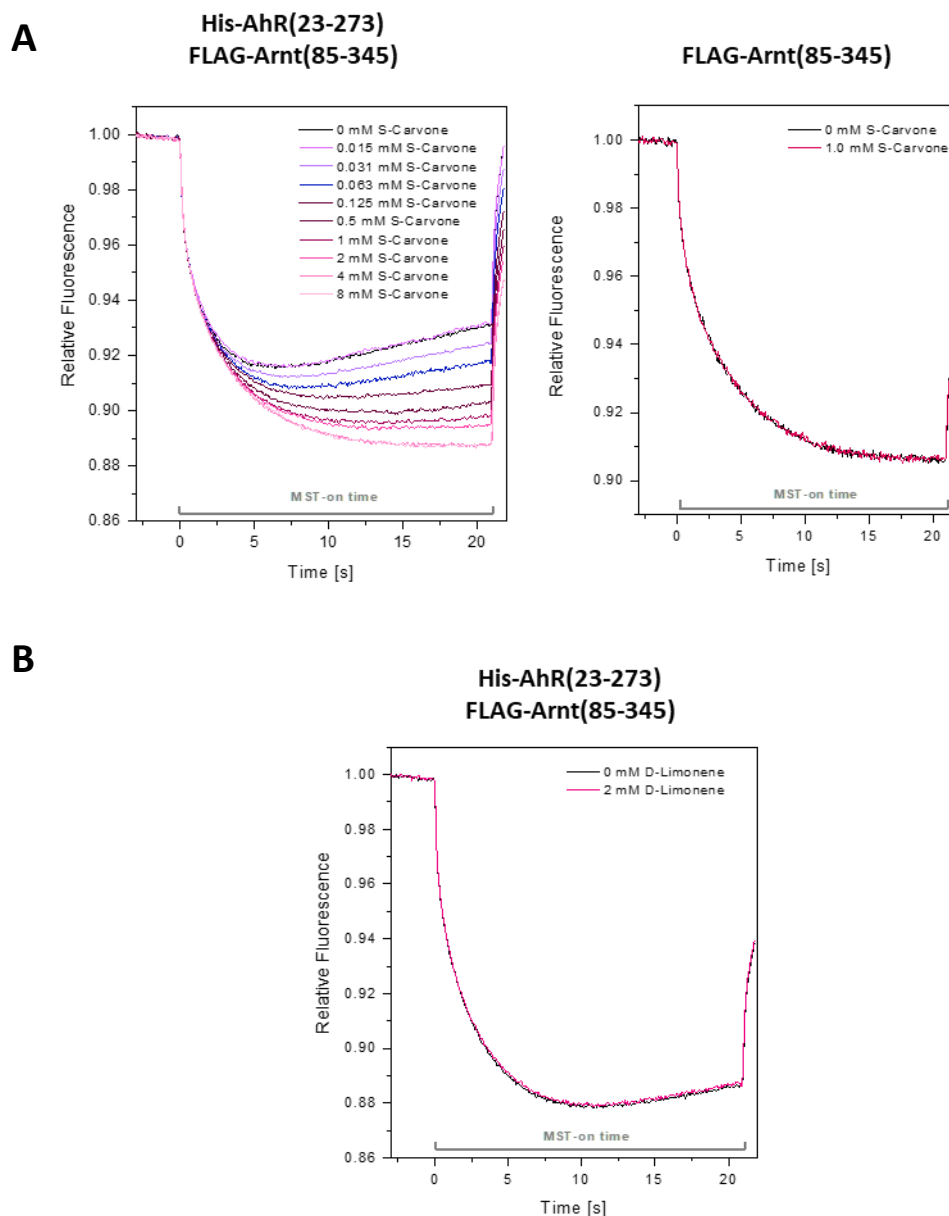 A
His-AhR(23-273)
FLAG-Arnt(85-345)
1.00
0.98
0.96
0.94
0.92
0.90
0.88
0.86
Relative Fluorescence
0 mM S-Carvone
0.015 mM S-Carvone
0.031 mM S-Carvone
0.063 mM S-Carvone
0.125 mM S-Carvone
0.5 mM S-Carvone
1 mM S-Carvone
2 mM S-Carvone
4 mM S-Carvone
8 mM S-Carvone
MST-on time
0 5 10 15 20
Time [s]
FLAG-Arnt(85-345)
1.00
0.98
0.96
0.94
0.92
0.90
Relative Fluorescence
0 mM S-Carvone
1.0 mM S-Carvone
MST-on time
0 5 10 15 20
Time [s]
B
His-AhR(23-273)
FLAG-Arnt(85-345)
1.00
0.98
0.96
0.94
0.92
0.90
0.88
0.86
Relative Fluorescence
0 mM D-Limonene
2 mM D-Limonene
MST-on time
0 5 10 15 20
Time [s]